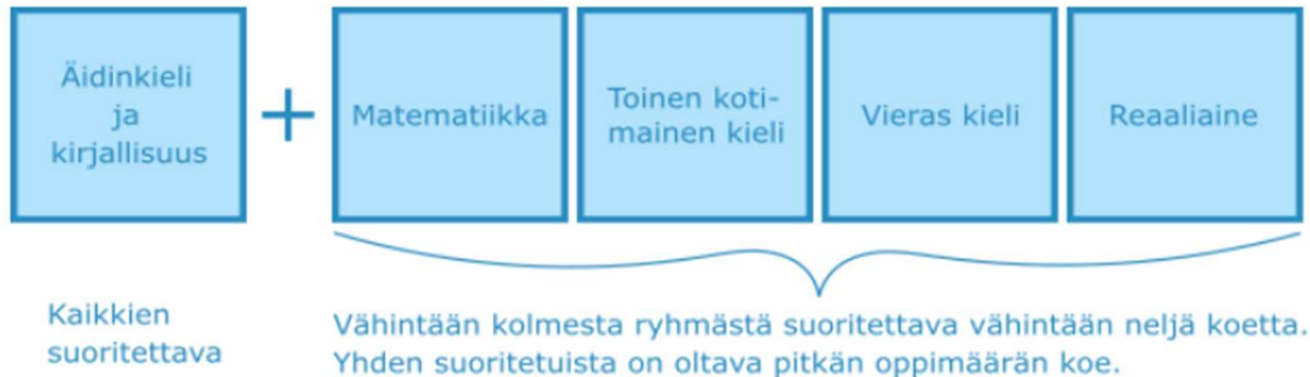 Äidinkieli
ja
kirjallisuus
+
Matematiikka
Toinen koti-
mainen kieli
Vieras kieli
Reaaliaine
Kaikkien
suoritettava
Vähintään kolmesta ryhmästä suoritettava vähintään neljä koetta.
Yhden suoritetuista on oltava pitkän oppimäärän koe.